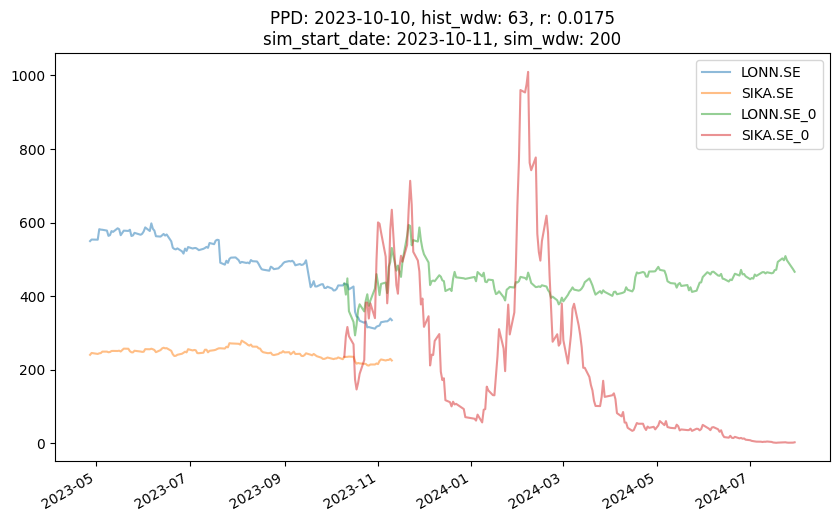 PPD: 2023-10-10, hist_wdw: 63, r: 0.0175
sim_start_date: 2023-10-11, sim_wdw: 200
LONN.SE
SIKA.SE
LONN.SE_0
SIKA.SE_0
1000
800
600
400
200
0
2023-05
2023-07
2023-09
2023-11
2024-01
2024-03
2024-05
2024-07